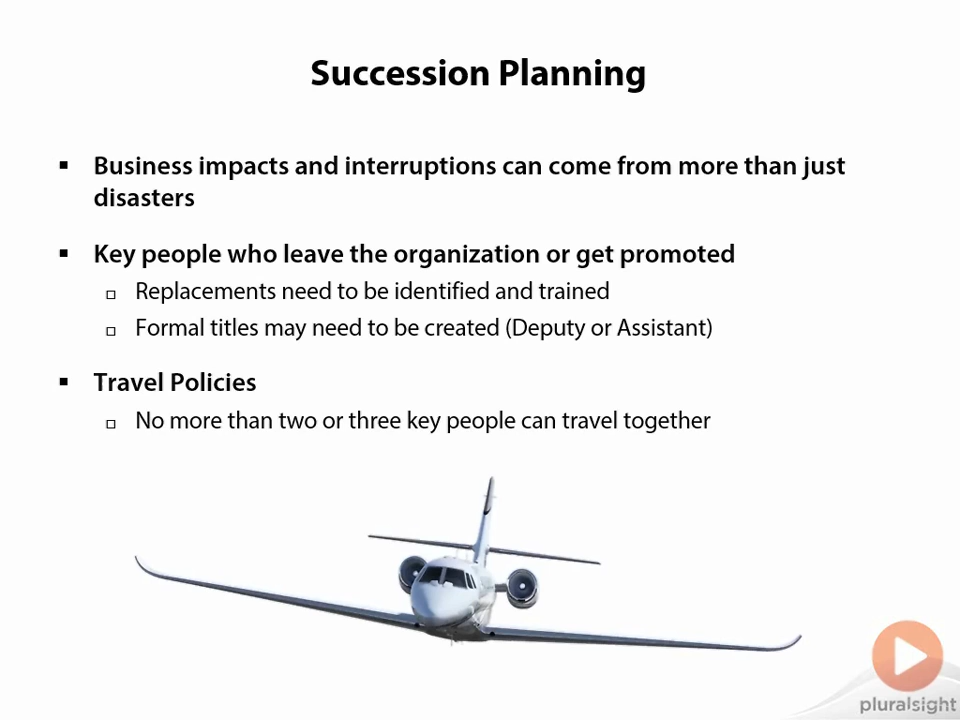 Succession Planning
▪ Business impacts and interruptions can come from more than just
disasters
▪ Key people who leave the organization or get promoted
□ Replacements need to be identified and trained
□ Formal titles may need to be created (Deputy or Assistant)
▪ Travel Policies
□ No more than two or three key people can travel together
pluralsight